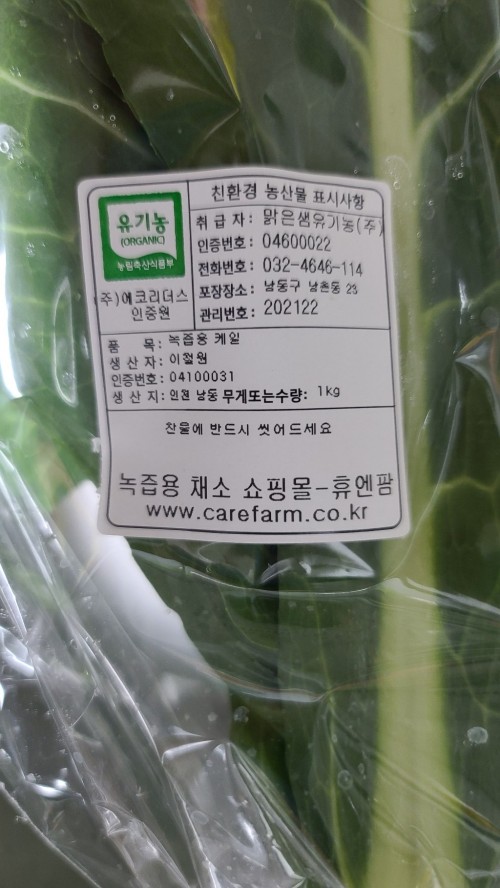 친환경 농산물 표시사항
유기농
(ORGANIC)
농림축산식품부
주)에코리더스
인증원
취 급 자: 맑은샘유기농(주)
인증번호: 04600022
전화번호: 032-4646-114
포장장소: 남동구 남촌동 23
관리번호: 202122
품 목: 녹즙용 케일
생 산 자: 이철원
인증번호: 04100031
생 산 지: 인천 남동 무게또는수량: 1kg
찬물에 반드시 씻어드세요
녹즙용 채소 쇼핑몰-휴엔팜
www.carefarm.co.kr